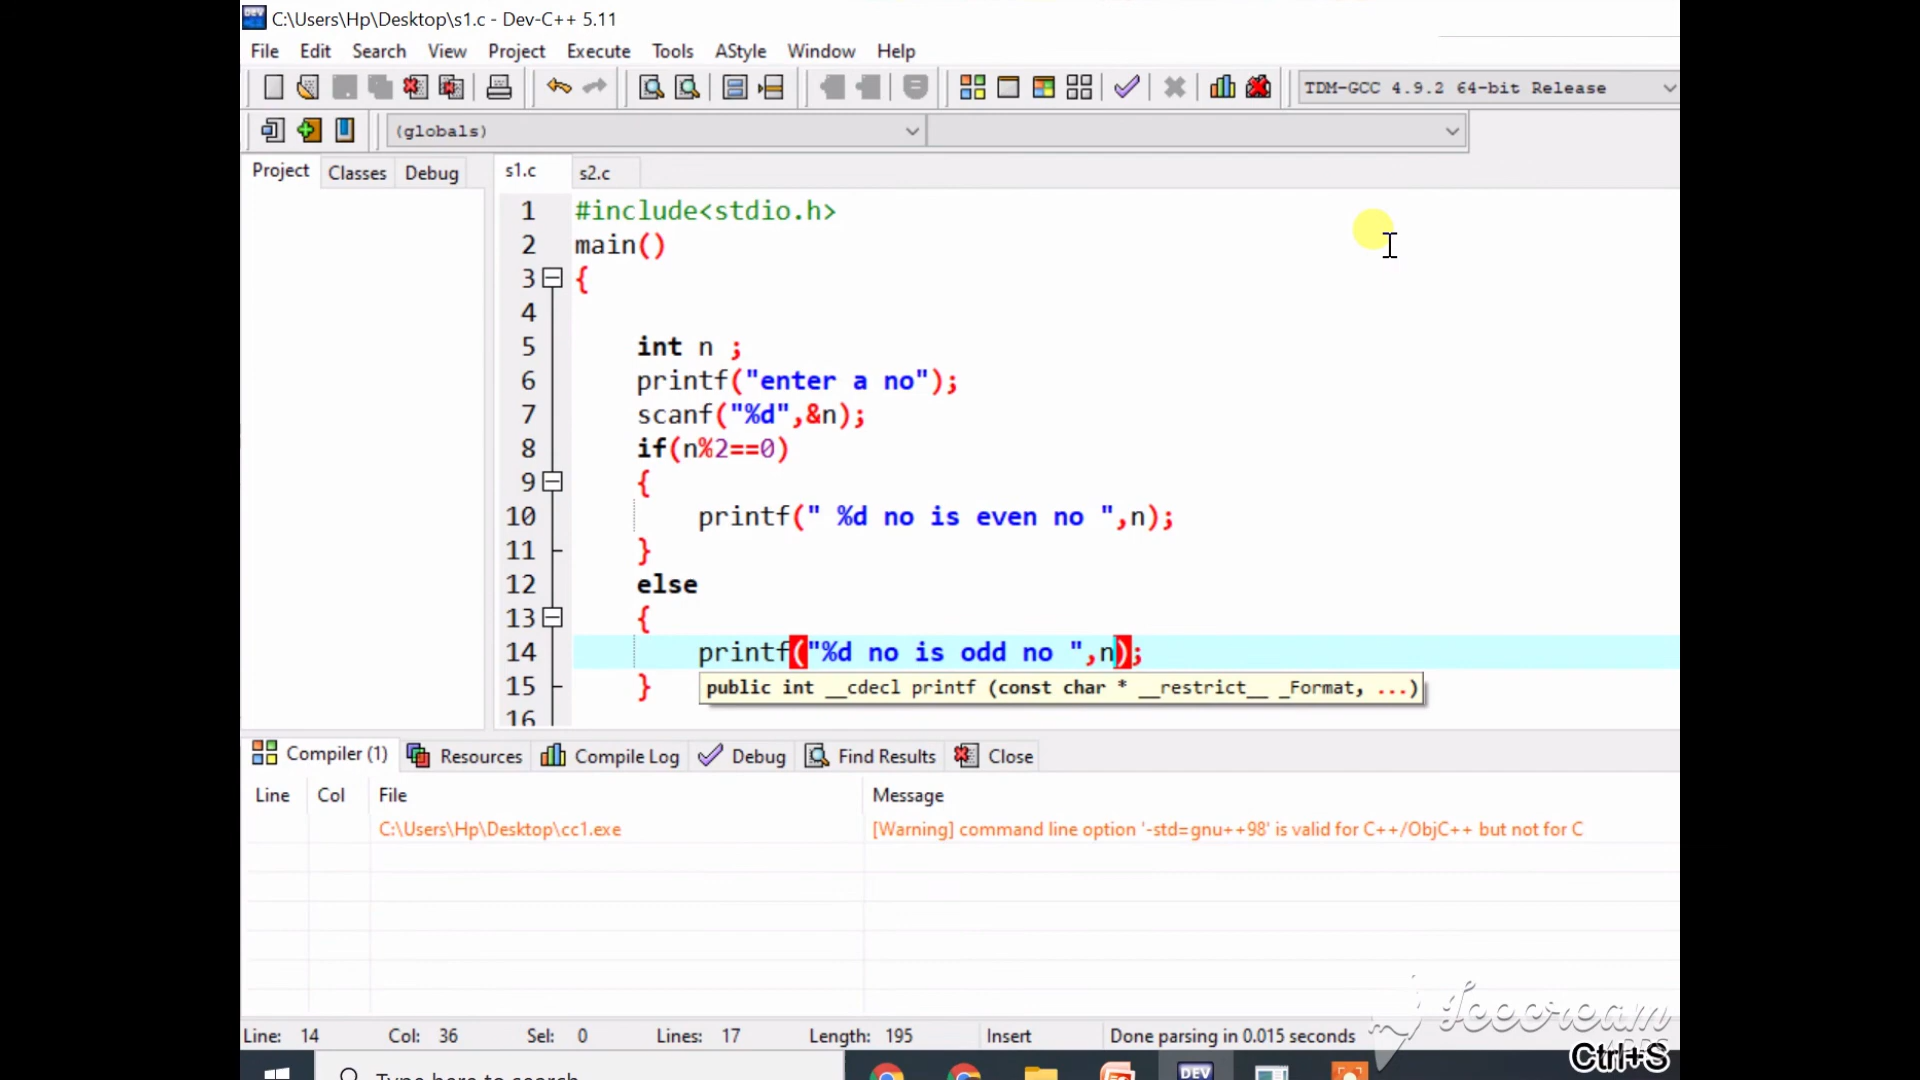 C:\Users\Hp\Desktop\s1.c - Dev-C++ 5.11
File Edit Search View Project Execute Tools AStyle Window Help
TDM-GCC 4.9.2 64-bit Release
(globals)
Project Classes Debug s1.c s2.c
1 #include<stdio.h>
2 main()
3 {
4
5 int n ;
6 printf("enter a no");
7 scanf("%d",&n);
8 if(n%2==0)
9 {
10 printf(" %d no is even no ",n);
11 }
12 else
13 {
14 printf("%d no is odd no ",n);
15 }
public int __cdecl printf (const char * __restrict__ _Format, ...)
16
Compiler (1) Resources Compile Log Debug Find Results Close
Line Col File Message
C:\Users\Hp\Desktop\cc1.exe [Warning] command line option '-std=gnu++98' is valid for C++/ObjC++ but not for C
Line: 14 Col: 36 Sel: 0 Lines: 17 Length: 195 Insert Done parsing in 0.015 seconds
Icecream
Ctrl+S
Type here to search
DEV